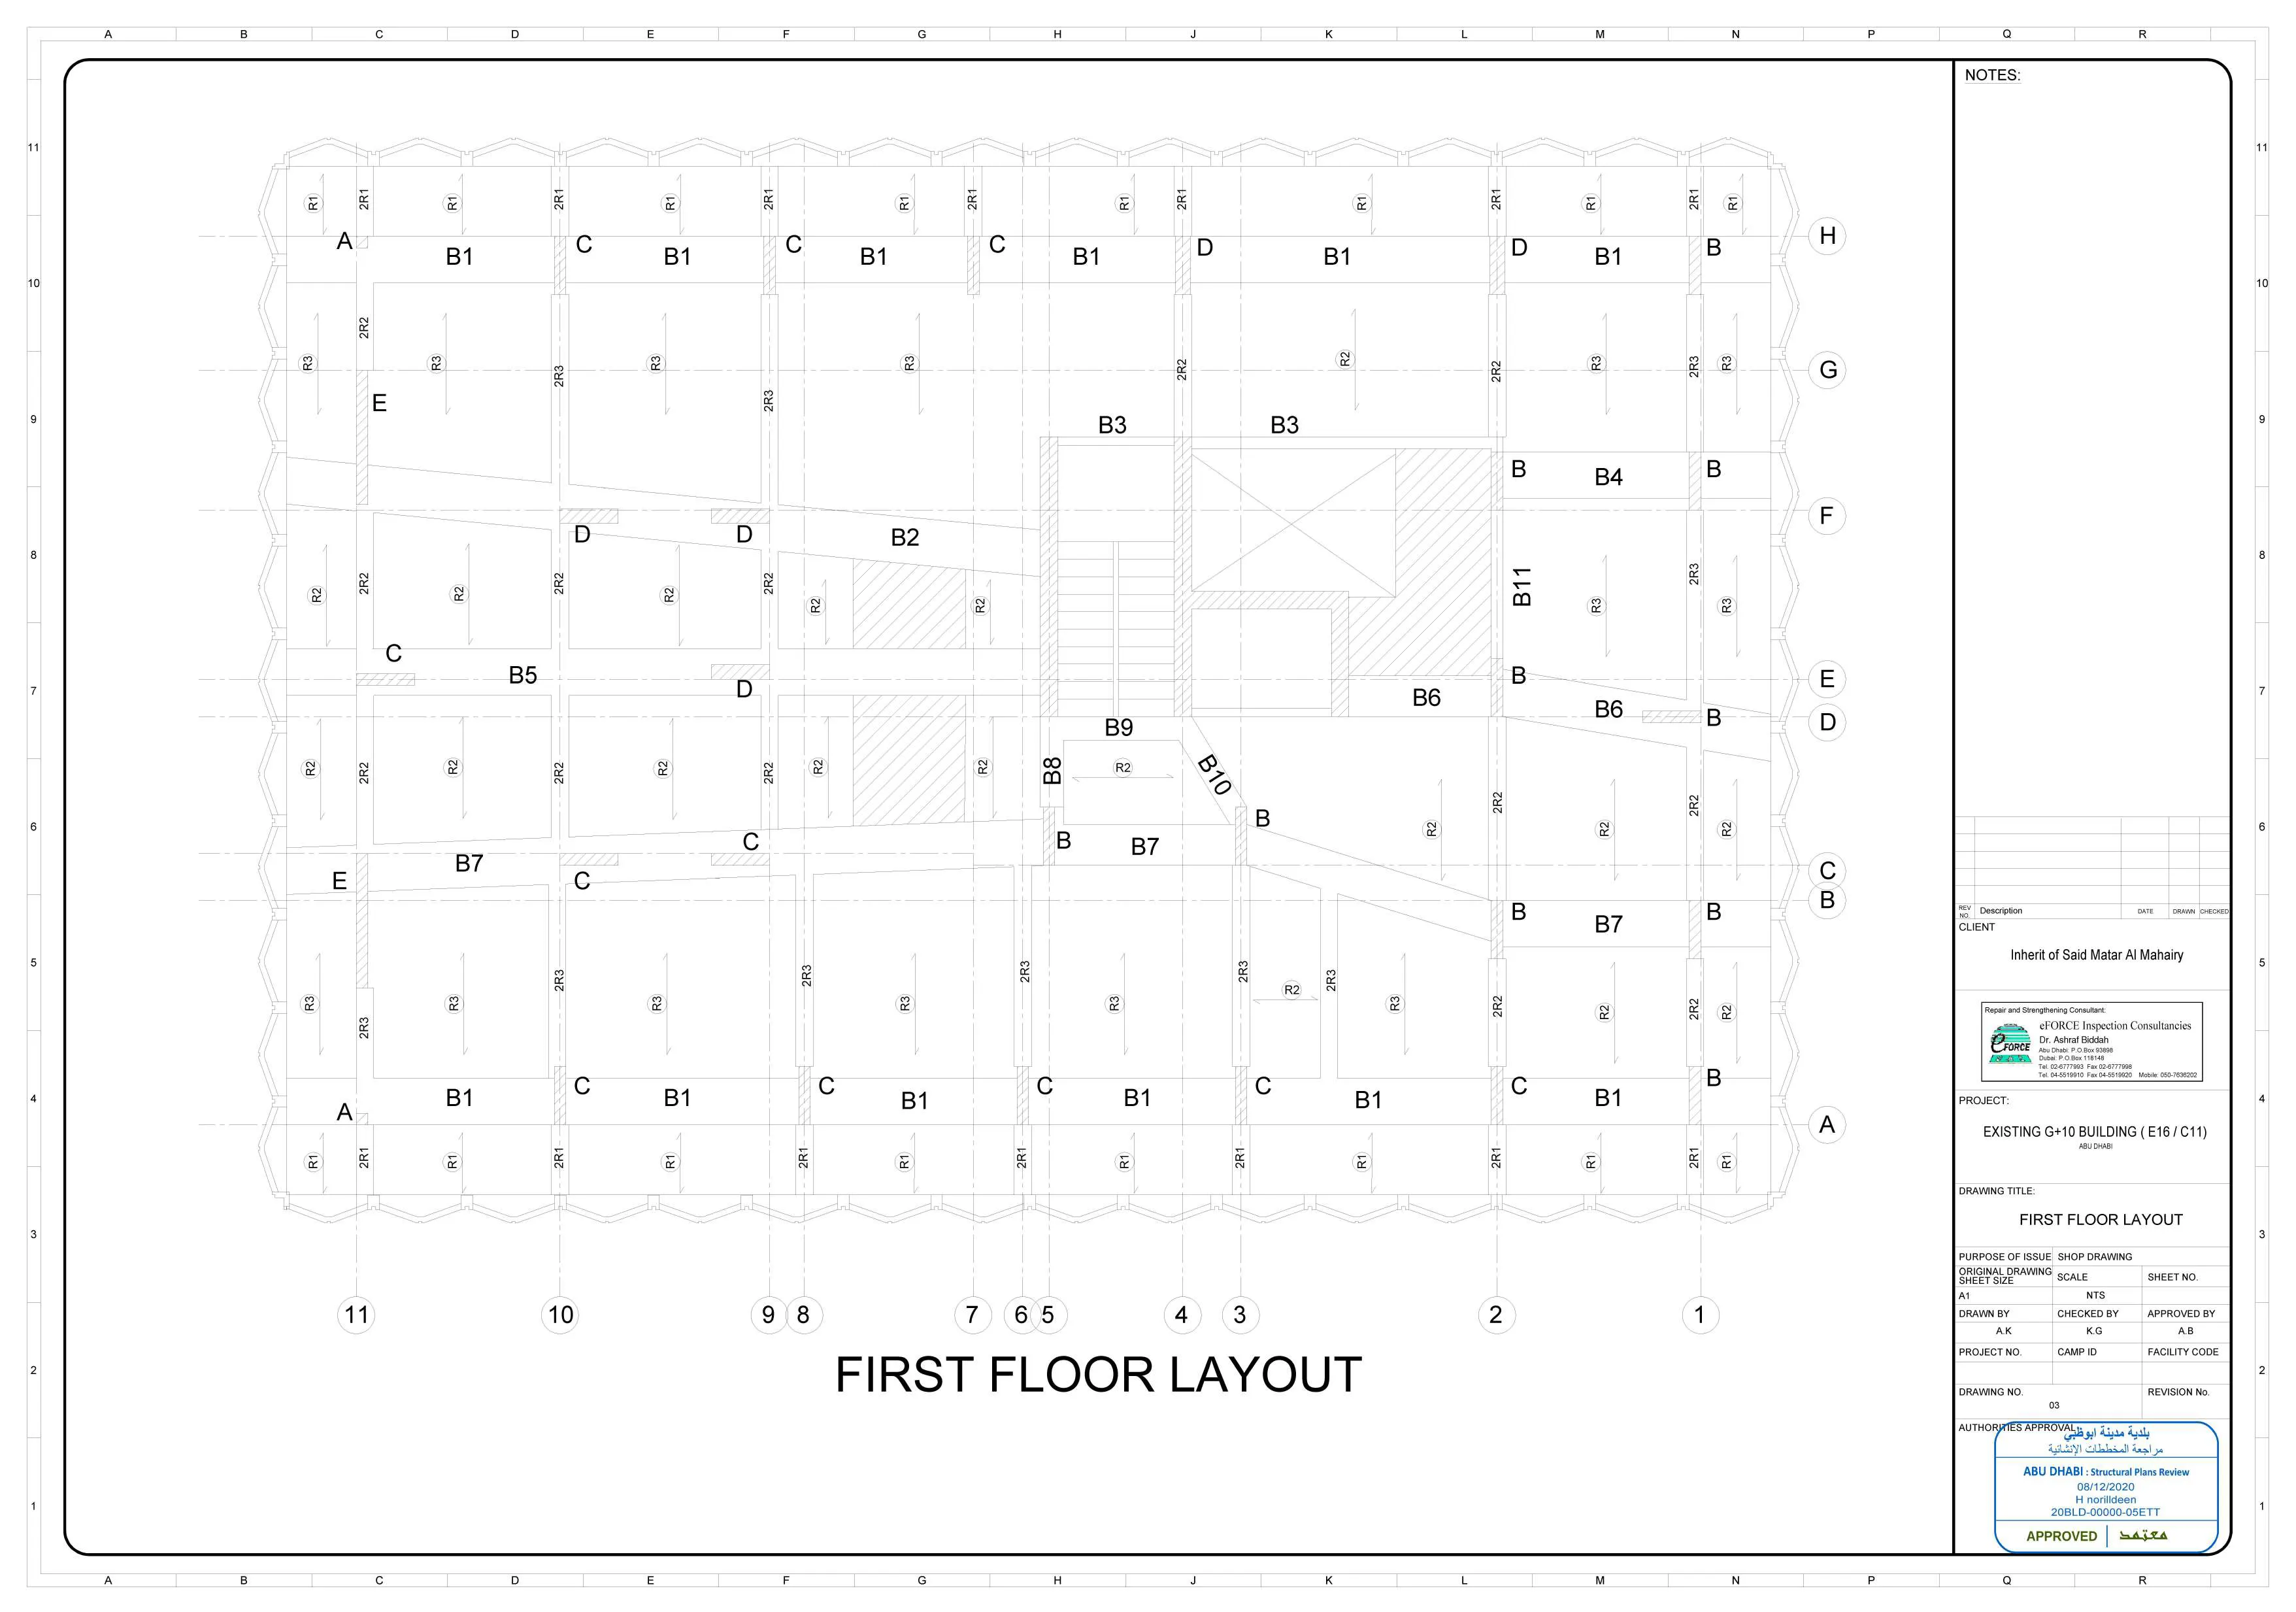 A B C D E F G H J K L M N P Q R
11 11
NOTES:
R1 2R1 R1 2R1 R1 2R1 R1 2R1 R1 2R1 R1 2R1 R1 2R1 R1
A C C C D D B H
B1 B1 B1 B1 B1 B1
10 10
2R2
R3 R3 2R3 R3 2R3 R3 2R2 R2 2R2 R3 2R3 R3 G
E
9 9
B3 B3
B B4 B
F
D D B2
8 8
R2 2R2 R2 2R2 R2 2R2 R2 R2 B11 R3 2R3 R3
C
B5 D B E
7 7
B6 B6 B D
B9
R2 2R2 R2 2R2 R2 2R2 R2 R2 B8 R2 B10
R2 2R2 R2 2R2 R2
6 6
C B B
B7 B7 C
E C
B B B
B7
5 5
R3 2R3 R3 2R3 R3 2R3 R3 2R3 R3 2R3 R2 2R3 R3 2R2 R2 2R2 R2
C C C C C B
4 4
A B1 B1 B1 B1 B1 B1 A
R1 2R1 R1 2R1 R1 2R1 R1 2R1 R1 2R1 R1 2R1 R1 2R1 R1
3 3
11 10 9 8 7 6 5 4 3 2 1
FIRST FLOOR LAYOUT
2 2
1 1
REV NO. Description DATE DRAWN CHECKED
CLIENT
Inherit of Said Matar Al Mahairy
Repair and Strengthening Consultant:
eFORCE Inspection Consultancies
eFORCE
Dr. Ashraf Biddah
Abu Dhabi: P.O.Box 93898
Dubai: P.O.Box 118148
Tel. 02-6777993 Fax 02-6777998
Tel. 04-5519910 Fax 04-5519920 Mobile: 050-7636202
PROJECT:
EXISTING G+10 BUILDING ( E16 / C11)
ABU DHABI
DRAWING TITLE:
FIRST FLOOR LAYOUT
PURPOSE OF ISSUE SHOP DRAWING
ORIGINAL DRAWING SHEET SIZE SCALE SHEET NO.
A1 NTS
DRAWN BY CHECKED BY APPROVED BY
A.K K.G A.B
PROJECT NO. CAMP ID FACILITY CODE
DRAWING NO. REVISION No.
03
AUTHORITIES APPROVAL
بلدية مدينة ابوظبي
مراجعة المخططات الإنشائية
ABU DHABI : Structural Plans Review
08/12/2020
H norilldeen
20BLD-00000-05ETT
APPROVED معتمد
A B C D E F G H J K L M N P Q R